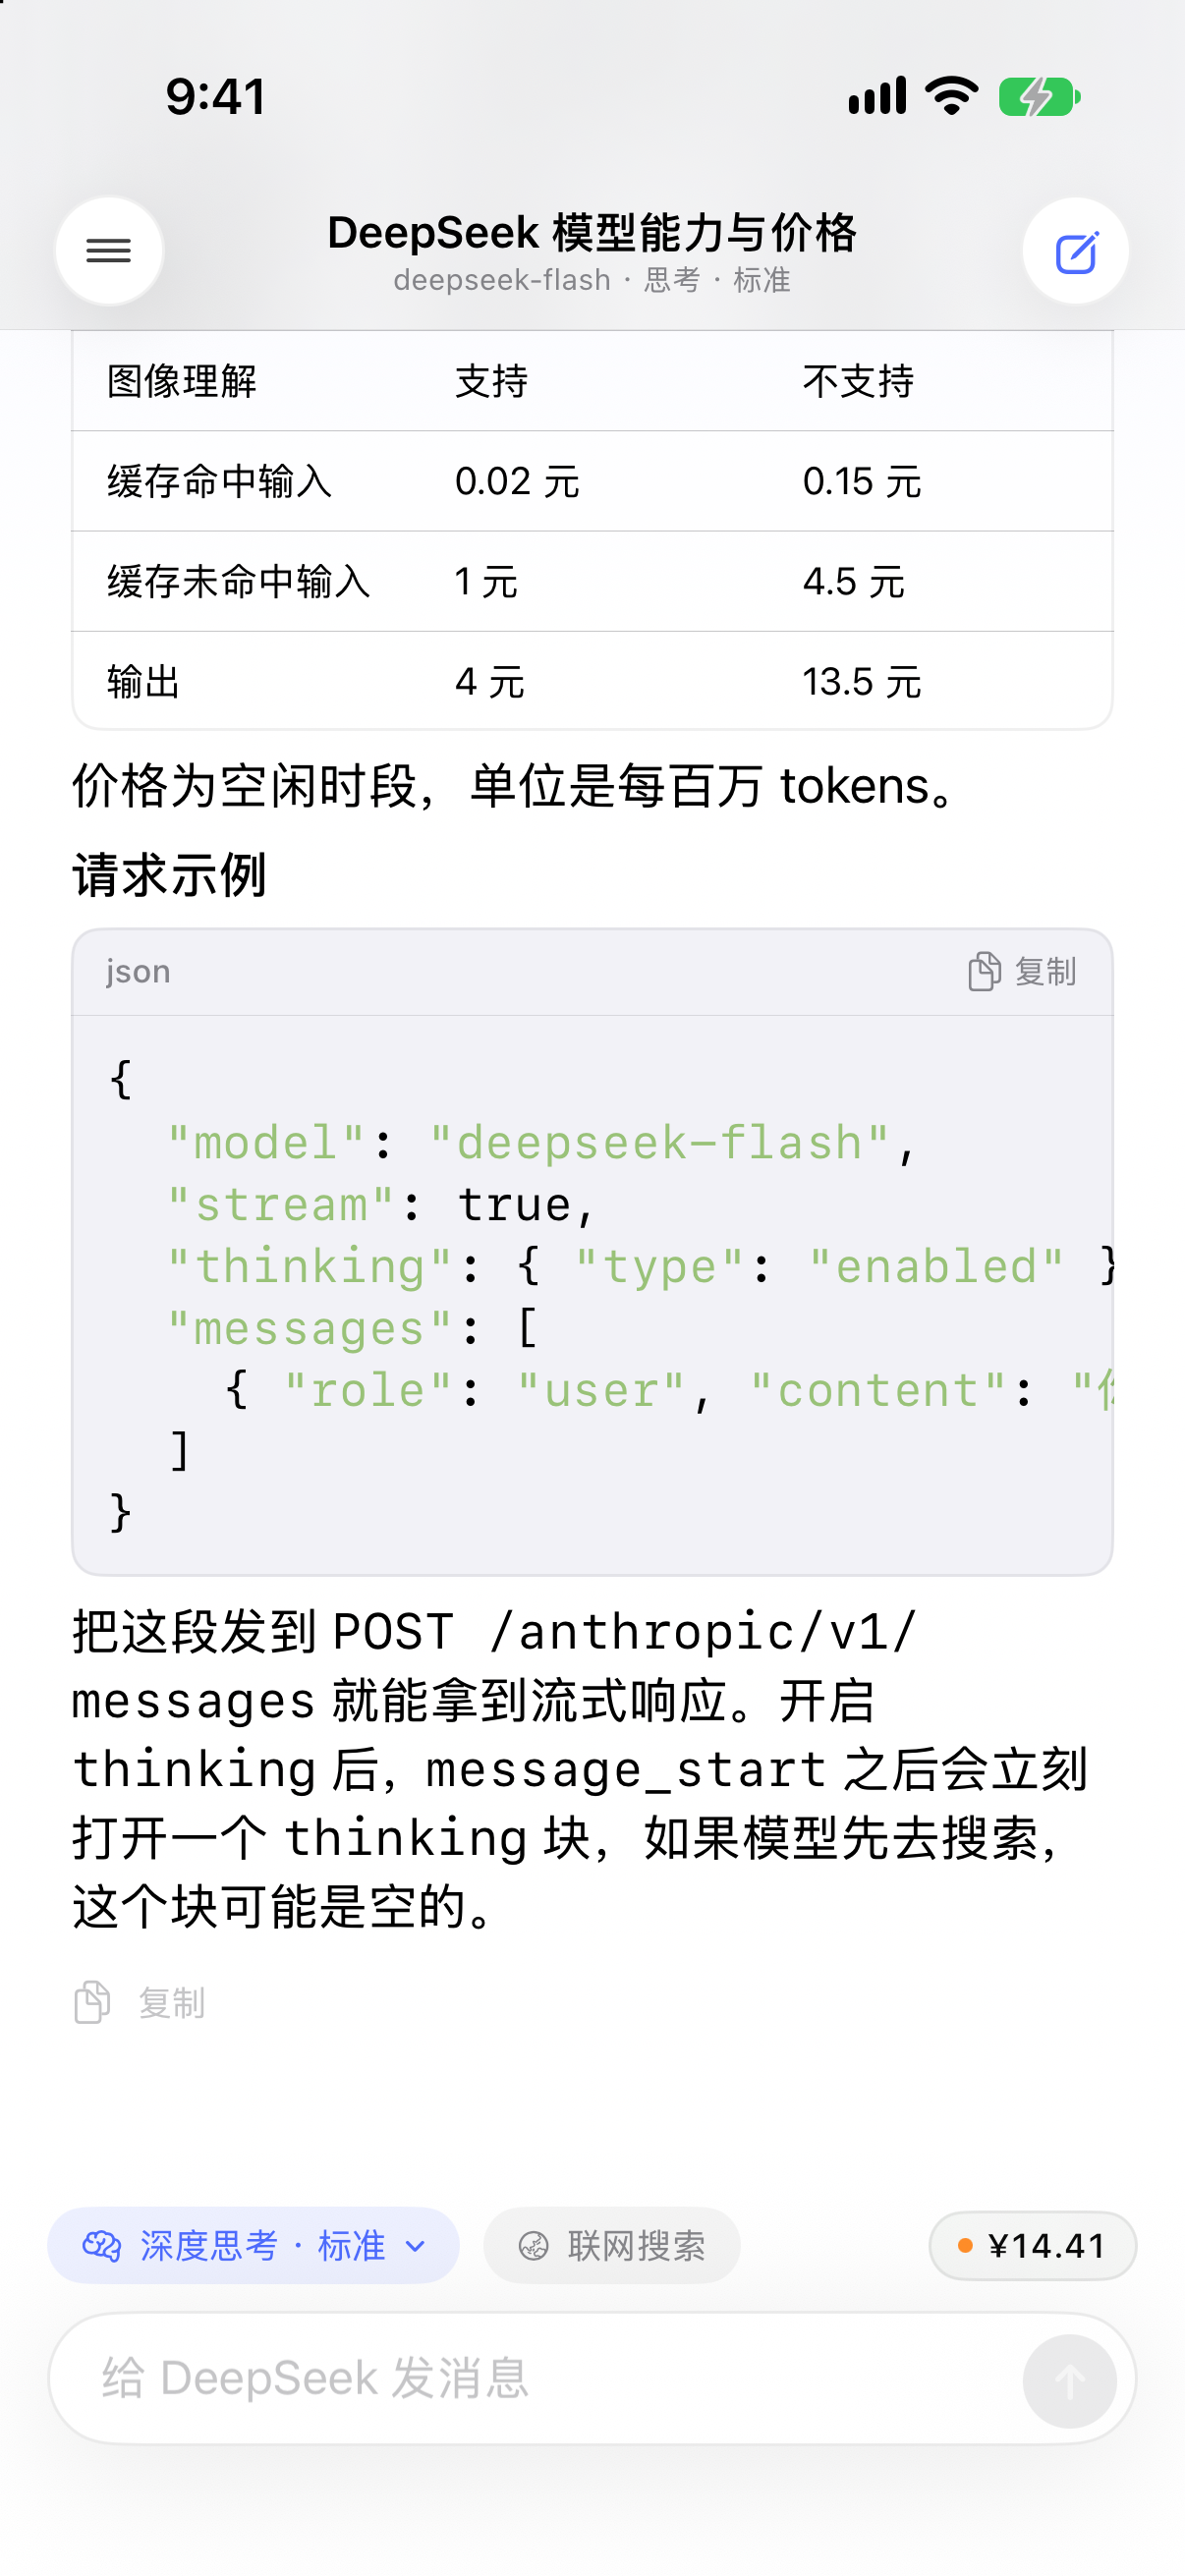 9:41
DeepSeek 模型能力与价格
deepseek-flash · 思考 · 标准
图像理解 支持 不支持
缓存命中输入 0.02 元 0.15 元
缓存未命中输入 1 元 4.5 元
输出 4 元 13.5 元
价格为空闲时段，单位是每百万 tokens。
请求示例
json 复制
{
  "model": "deepseek-flash",
  "stream": true,
  "thinking": { "type": "enabled" }
  "messages": [
    { "role": "user", "content": "
  ]
}
把这段发到 POST /anthropic/v1/
messages 就能拿到流式响应。开启
thinking 后，message_start 之后会立刻
打开一个 thinking 块，如果模型先去搜索，
这个块可能是空的。
复制
深度思考 · 标准 联网搜索 ¥14.41
给 DeepSeek 发消息